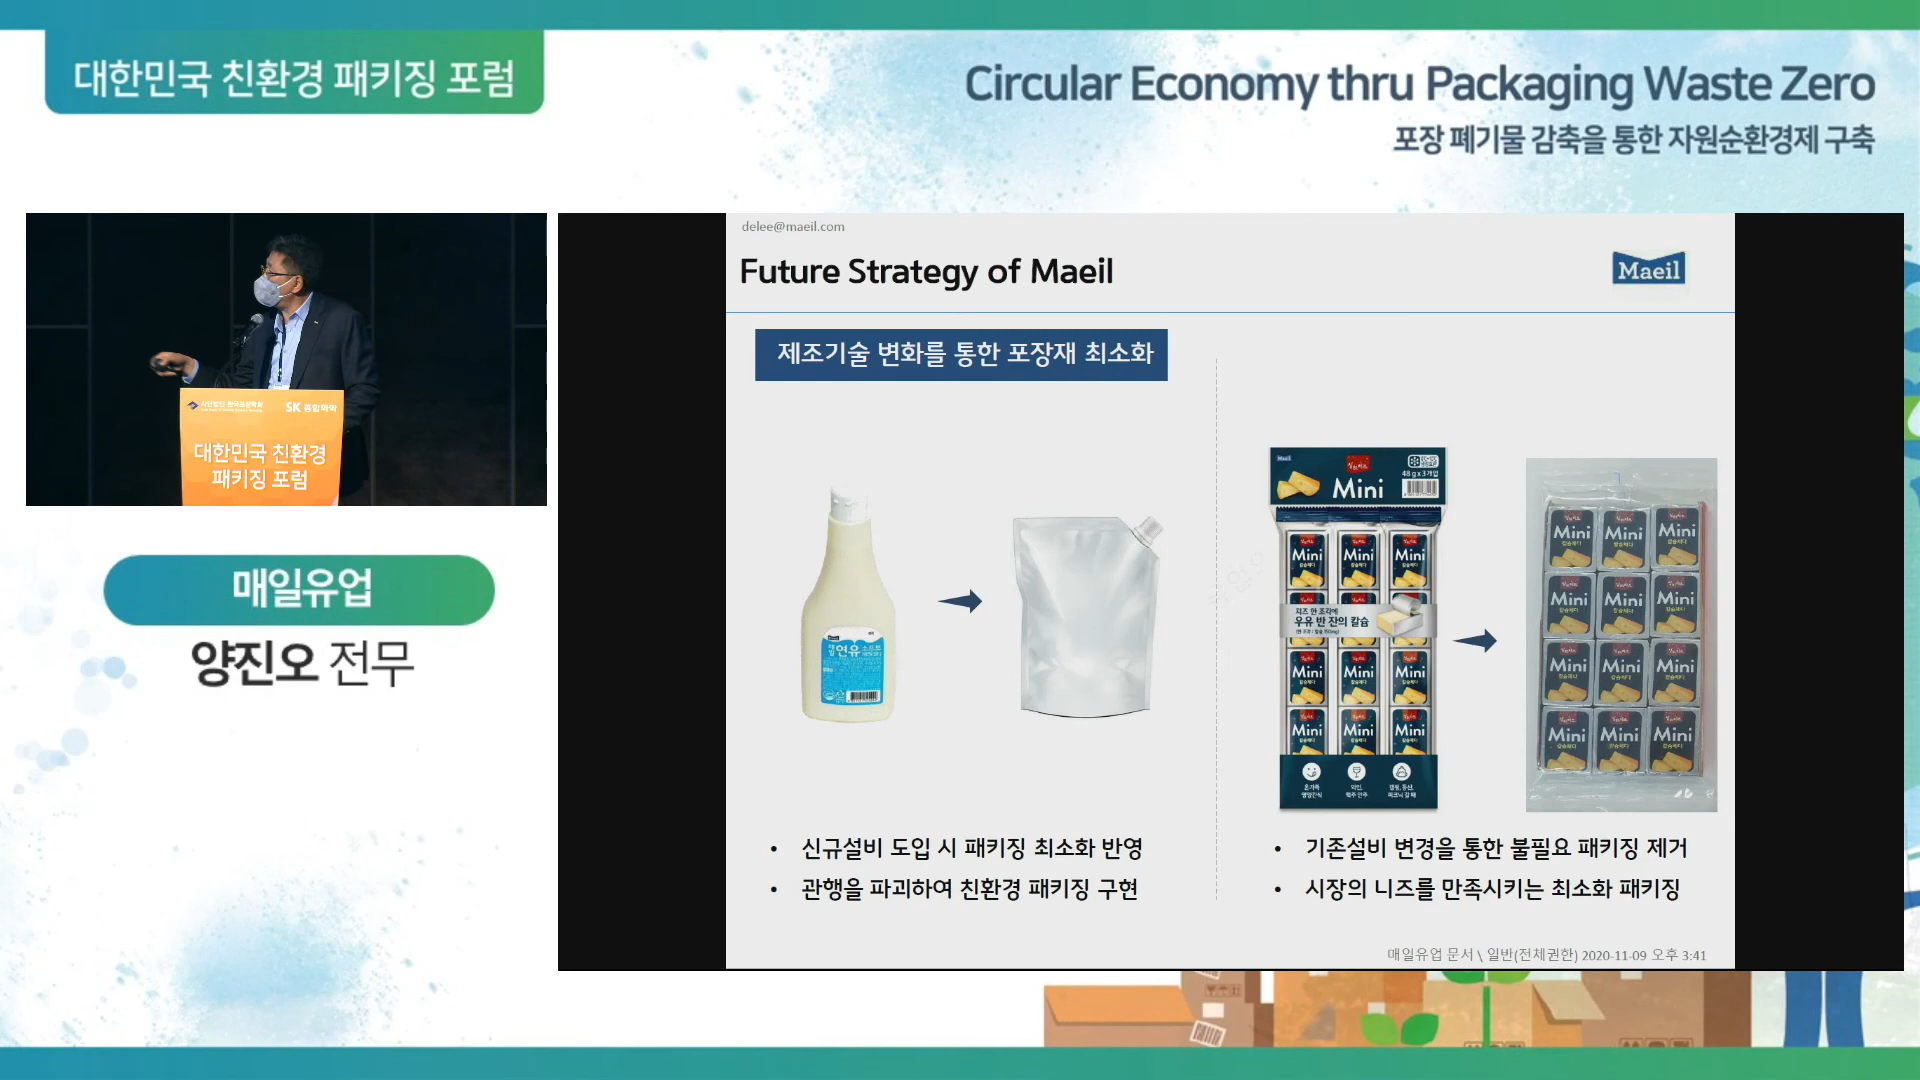 대한민국 친환경 패키징 포럼
Circular Economy thru Packaging Waste Zero
포장 폐기물 감축을 통한 자원순환경제 구축
SK 종합화학
대한민국 친환경
패키징 포럼
매일유업
양진오 전무
delee@maeil.com
Future Strategy of Maeil
Maeil
제조기술 변화를 통한 포장재 최소화
연유
48g x 3개입
Mini
Mini Mini Mini
치즈 한 조각에
우유 반 잔의 칼슘
Mini Mini Mini
Mini Mini Mini
Mini Mini Mini
Mini Mini Mini
Mini Mini Mini
Mini Mini Mini
• 신규설비 도입 시 패키징 최소화 반영
• 관행을 파괴하여 친환경 패키징 구현
• 기존설비 변경을 통한 불필요 패키징 제거
• 시장의 니즈를 만족시키는 최소화 패키징
매일유업 문서 \ 일반(전체권한) 2020-11-09 오후 3:41